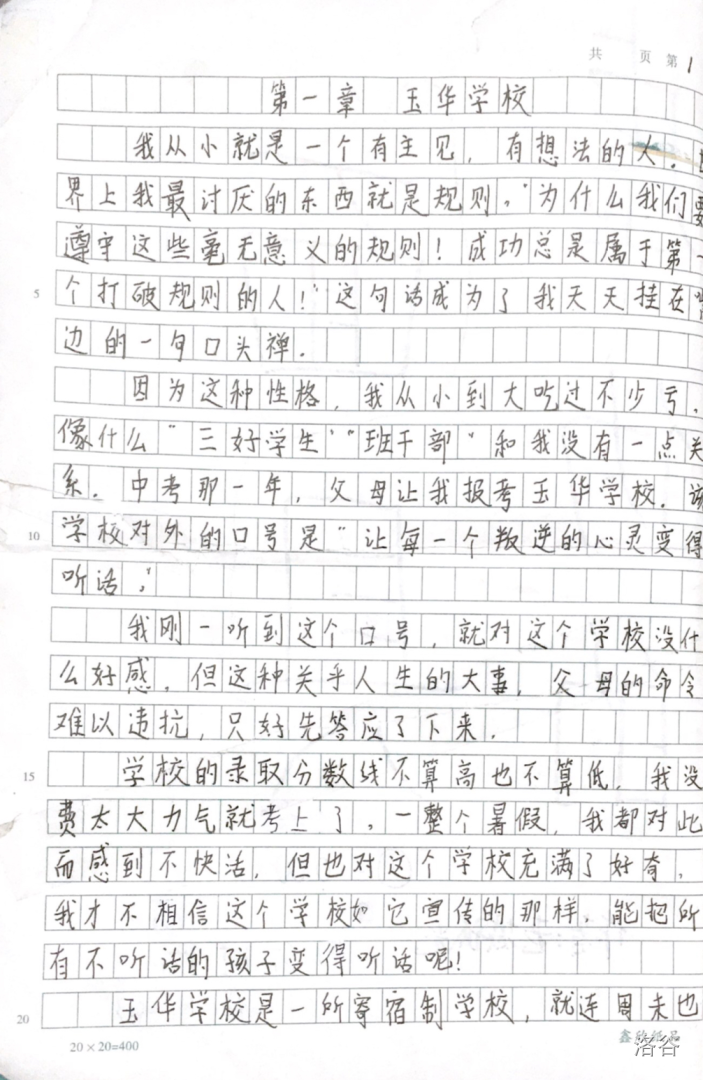 共 页 第 1
第一章 玉华学校
我从小就是一个有主见，有想法的人。
界上我最讨厌的东西就是规则。“为什么我们要
遵守这些毫无意义的规则！成功总是属于第一
个打破规则的人！”这句话成为了我天天挂在嘴
5
边的一句口头禅。
因为这种性格，我从小到大吃过不少亏，
像什么“三好学生”“班干部”和我没有一点关
系。中考那一年，父母让我报考玉华学校。该
学校对外的口号是“让每一个叛逆的心灵变得
10
听话。”
我刚一听到这个口号，就对这个学校没什
么好感，但这种关乎人生的大事，父母的命令
难以违抗，只好先答应了下来。
学校的录取分数线不算高也不算低，我没
15
费太大力气就考上了。一整个暑假，我都对此
而感到不快活，但也对这个学校充满了好奇，
我才不相信这个学校如它宣传的那样，能把所
有不听话的孩子变得听话呢！
玉华学校是一所寄宿制学校，就连周末也
20
20×20=400
鑫欣纸品
洛谷